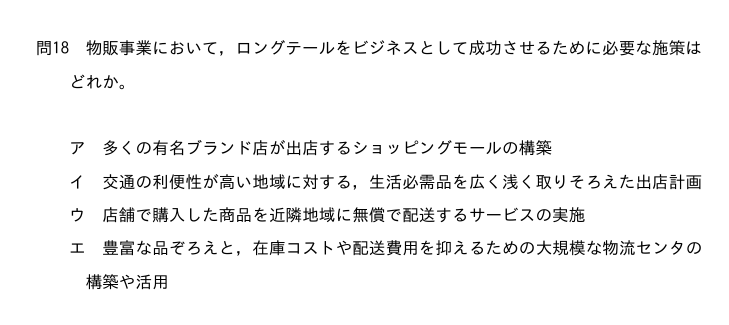 問18　物販事業において，ロングテールをビジネスとして成功させるために必要な施策は
どれか。
ア　多くの有名ブランド店が出店するショッピングモールの構築
イ　交通の利便性が高い地域に対する，生活必需品を広く浅く取りそろえた出店計画
ウ　店舗で購入した商品を近隣地域に無償で配送するサービスの実施
エ　豊富な品ぞろえと，在庫コストや配送費用を抑えるための大規模な物流センタの
構築や活用